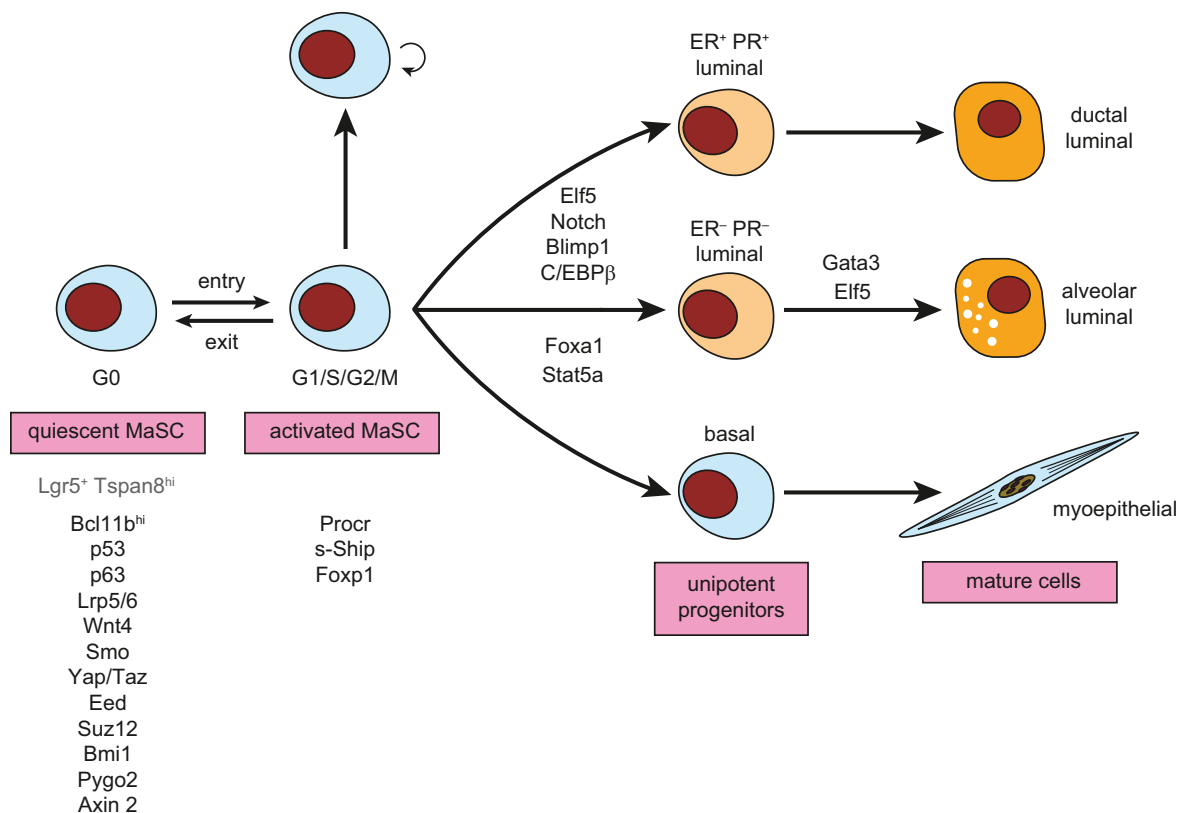 ER⁺ PR⁺
luminal
ductal
luminal
Elf5
Notch
Blimp1
C/EBPβ
ER⁻ PR⁻
luminal
Gata3
Elf5
alveolar
luminal
entry
exit
G0
G1/S/G2/M
Foxa1
Stat5a
quiescent MaSC
activated MaSC
basal
myoepithelial
unipotent
progenitors
mature cells
Lgr5⁺ Tspan8ʰⁱ
Bcl11bʰⁱ
p53
p63
Lrp5/6
Wnt4
Smo
Yap/Taz
Eed
Suz12
Bmi1
Pygo2
Axin 2
Procr
s-Ship
Foxp1